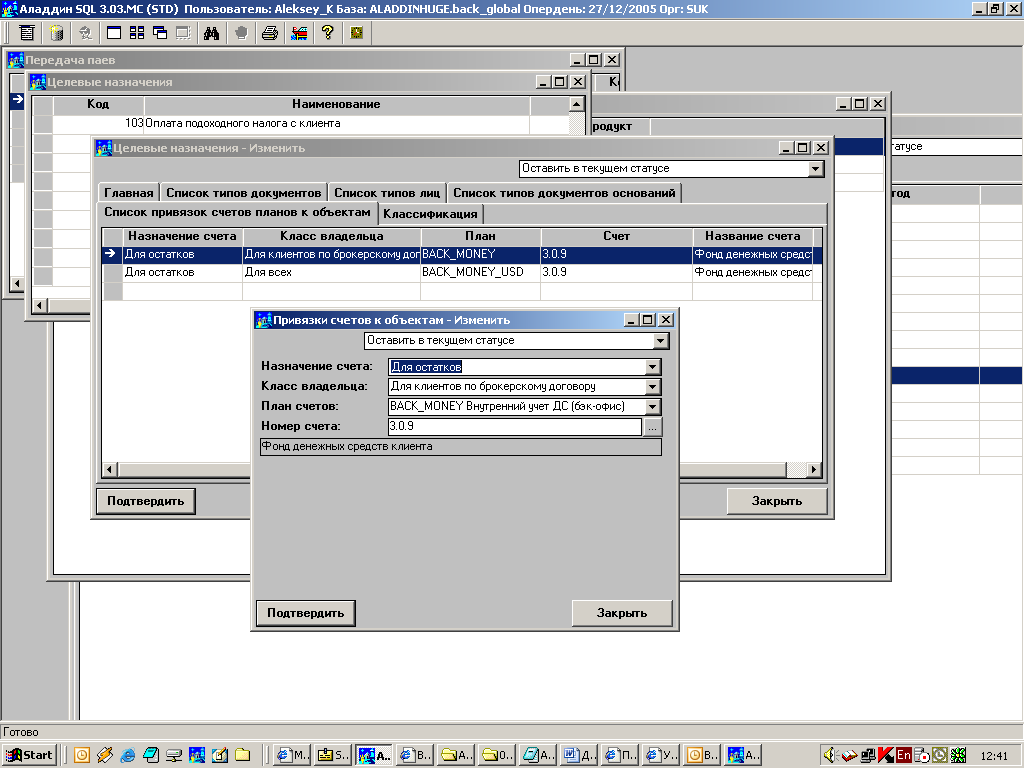 Аладдин SQL 3.03.MC (STD) Пользователь: Aleksey_K База: ALADDINHUGE.back_global Опердень: 27/12/2005 Орг: SUK
Передача паев
Целевые назначения
Код Наименование
103 Оплата подоходного налога с клиента
родукт
татусе
год
Целевые назначения - Изменить
Оставить в текущем статусе
Главная Список типов документов Список типов лиц Список типов документов оснований
Список привязок счетов планов к объектам Классификация
Назначение счета Класс владельца План Счет Название счета
Для остатков Для клиентов по брокерскому дог BACK_MONEY 3.0.9 Фонд денежных средст
Для остатков Для всех BACK_MONEY_USD 3.0.9 Фонд денежных средст
Привязки счетов к объектам - Изменить
Оставить в текущем статусе
Назначение счета: Для остатков
Класс владельца: Для клиентов по брокерскому договору
План счетов: BACK_MONEY Внутренний учет ДС (бэк-офис)
Номер счета: 3.0.9 ...
Фонд денежных средств клиента
Подтвердить Закрыть
Подтвердить Закрыть
Готово
Start М.. S.. А.. В.. А.. О.. А.. Д.. П.. У.. В.. А.. En 12:41